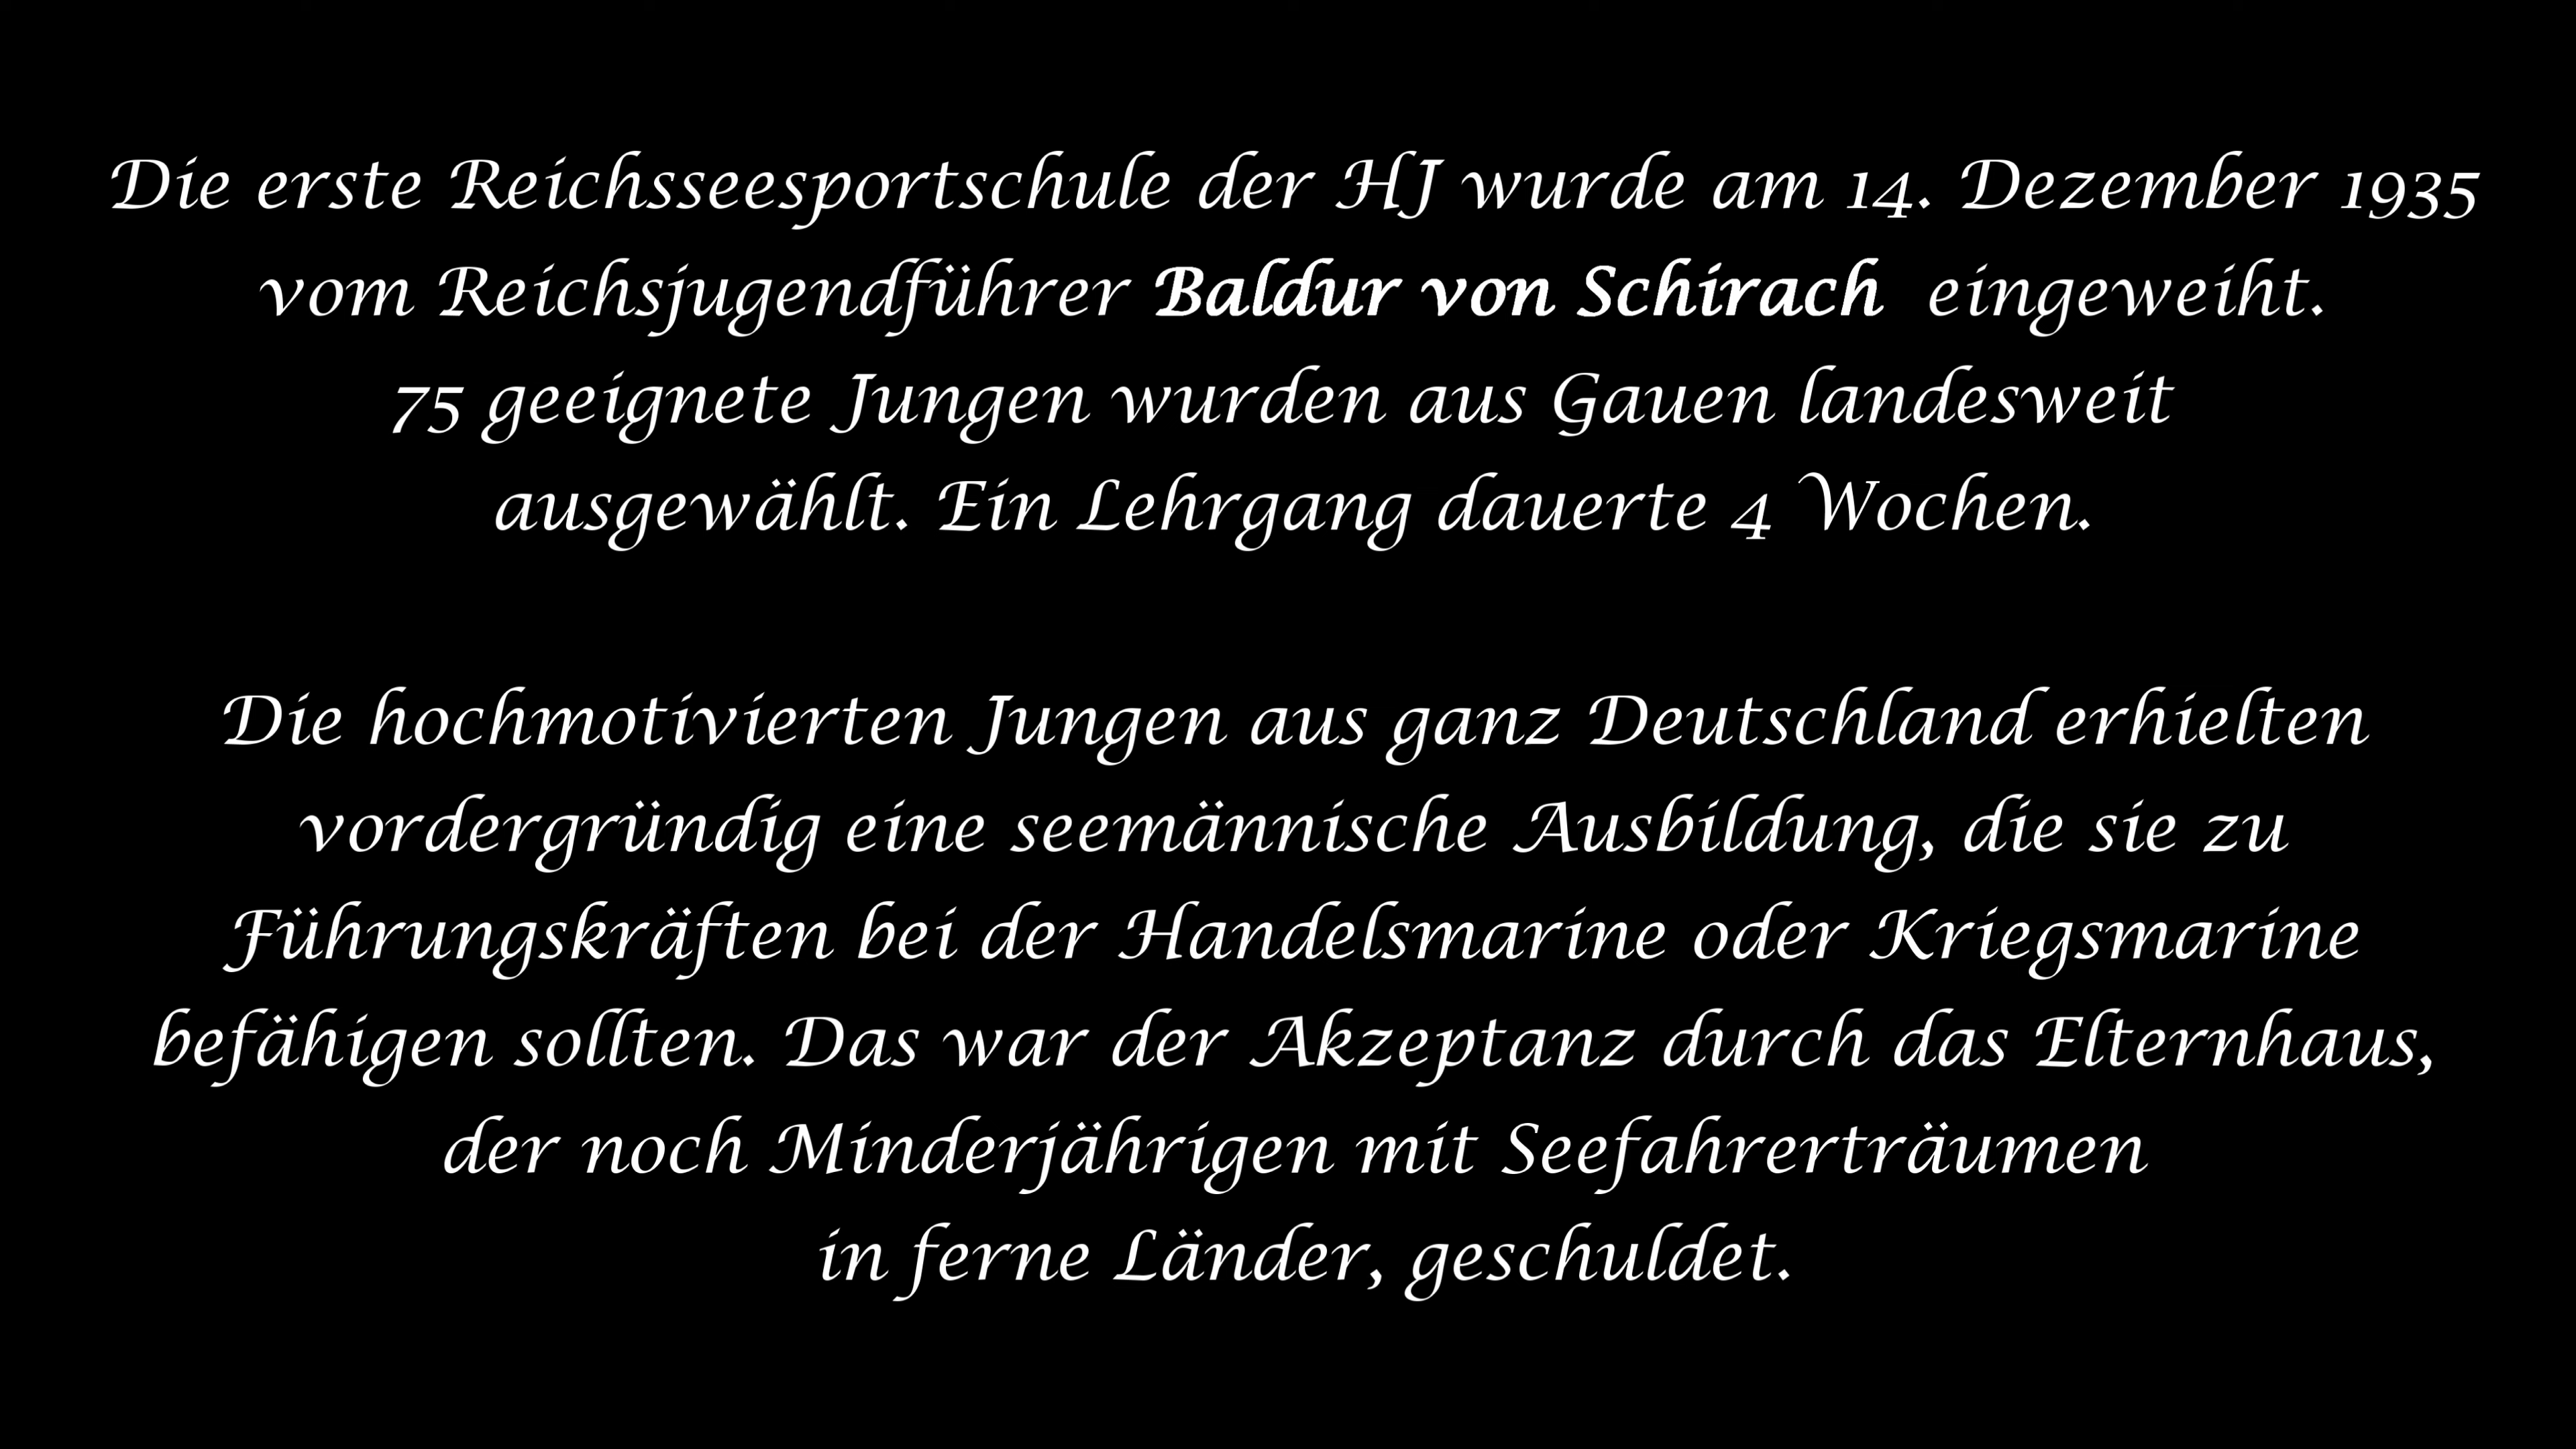 Die erste Reichsseesportschule der HJ wurde am 14. Dezember 1935
vom Reichsjugendführer Baldur von Schirach eingeweiht.
75 geeignete Jungen wurden aus Gauen landesweit
ausgewählt. Ein Lehrgang dauerte 4 Wochen.
Die hochmotivierten Jungen aus ganz Deutschland erhielten
vordergründig eine seemännische Ausbildung, die sie zu
Führungskräften bei der Handelsmarine oder Kriegsmarine
befähigen sollten. Das war der Akzeptanz durch das Elternhaus,
der noch Minderjährigen mit Seefahrerträumen
in ferne Länder, geschuldet.